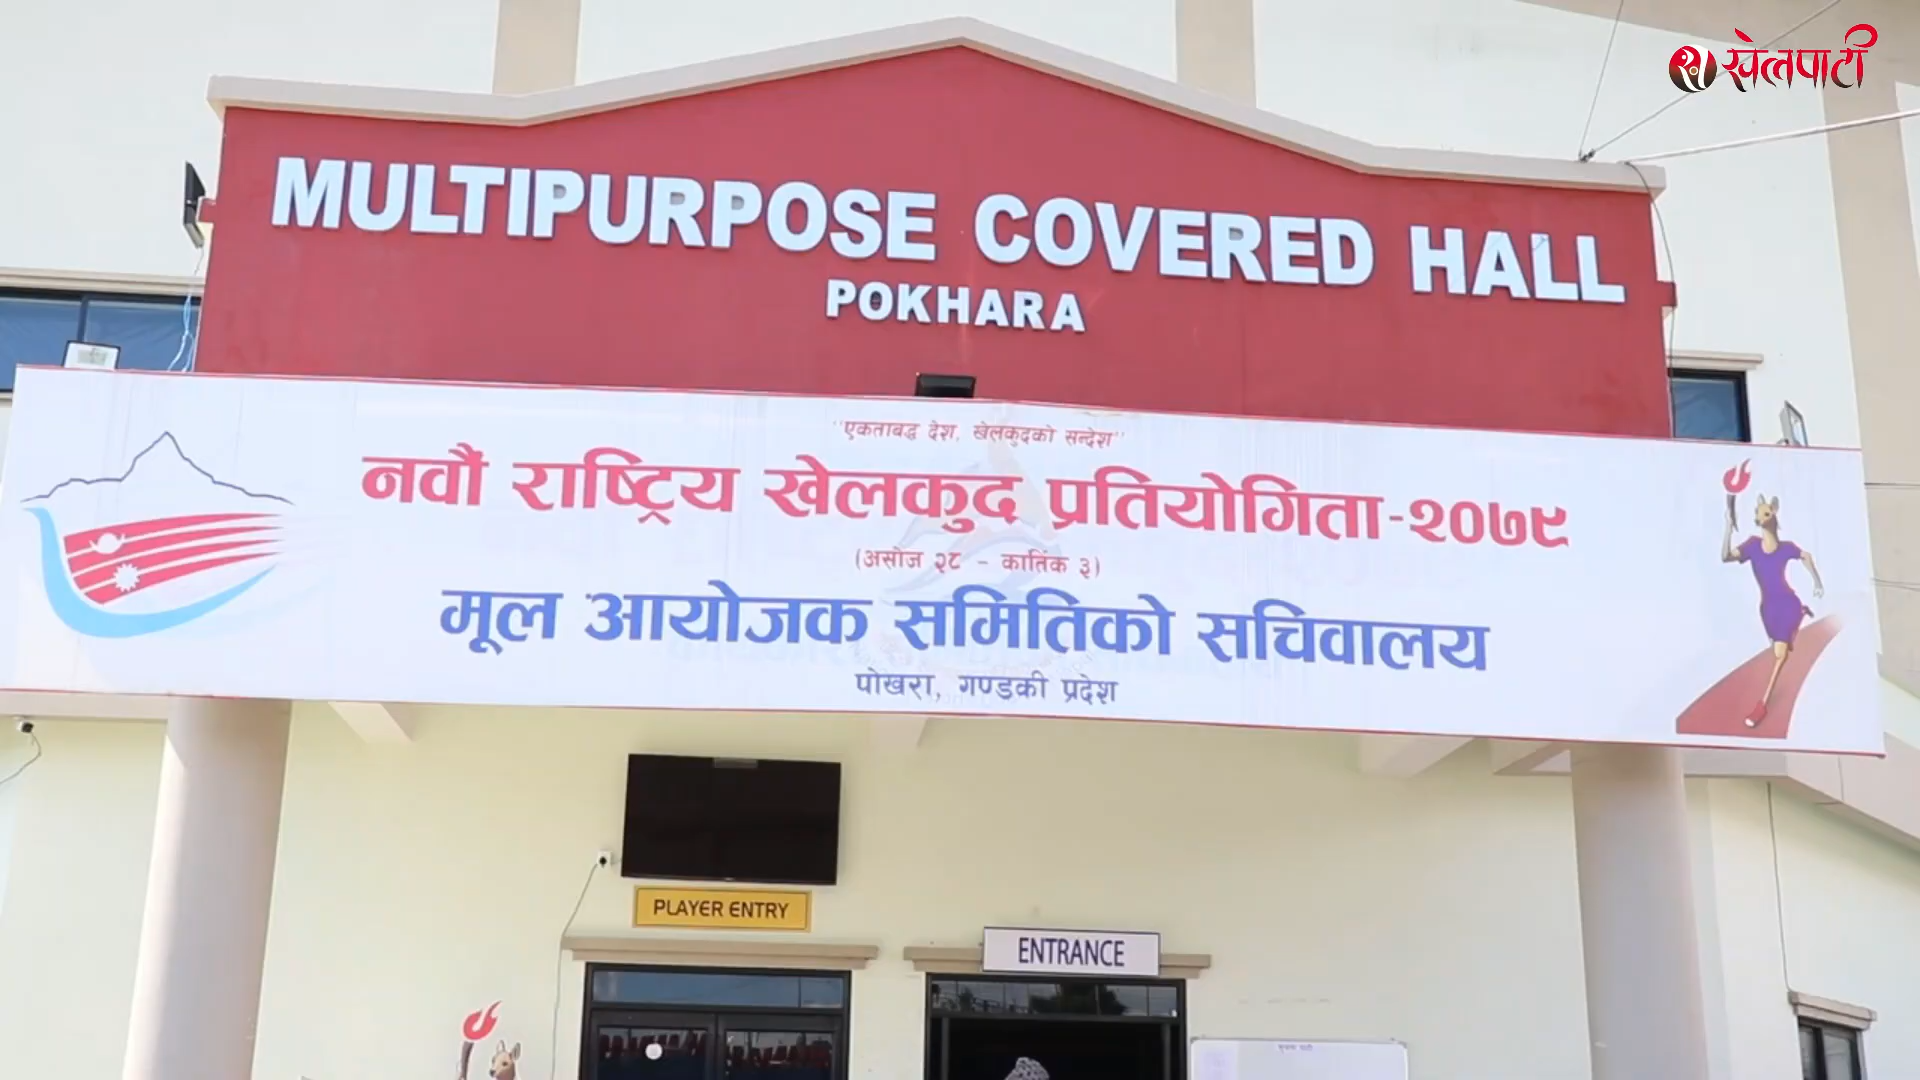 खेलपाटी
MULTIPURPOSE COVERED HALL
POKHARA
"एकताबद्ध देश, खेलकुदको सन्देश"
नवौं राष्ट्रिय खेलकुद प्रतियोगिता-२०७९
(असोज २८ - कार्तिक ३)
मूल आयोजक समितिको सचिवालय
पोखरा, गण्डकी प्रदेश
PLAYER ENTRY
ENTRANCE